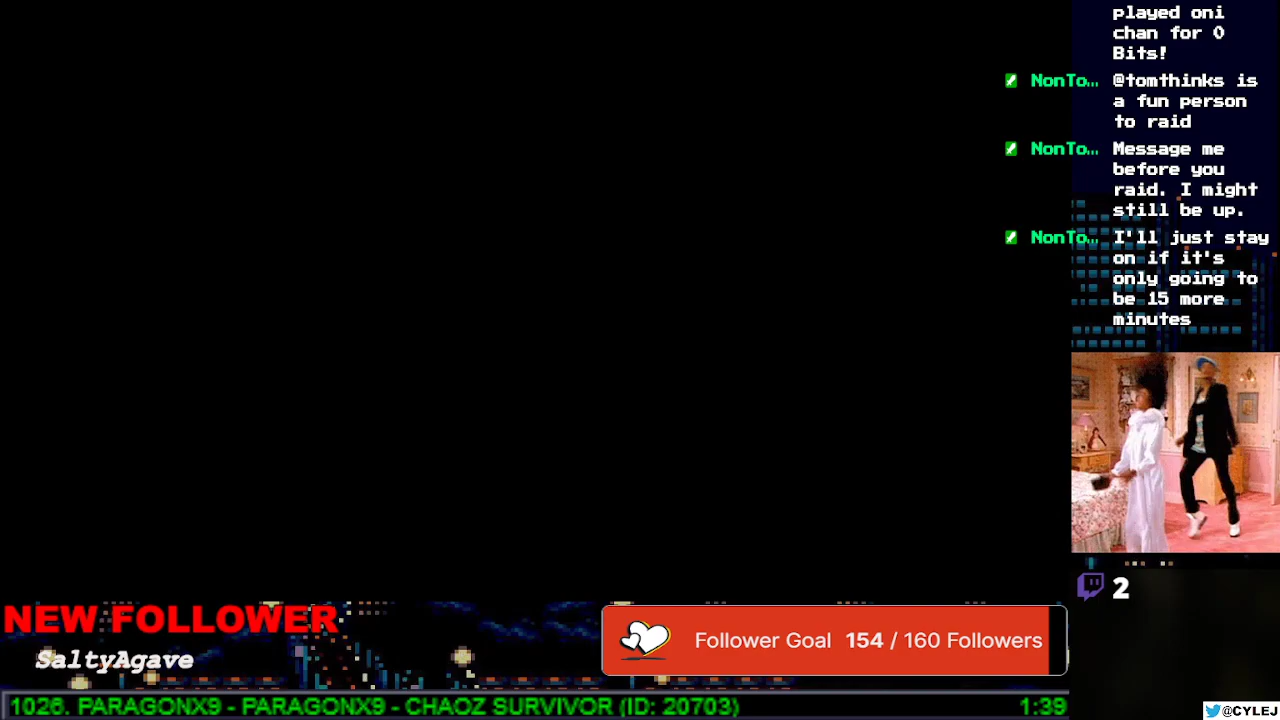 played oni
chan for 0
Bits!
NonTo… @tomthinks is
a fun person
to raid
NonTo… Message me
before you
raid. I might
still be up.
NonTo… I'll just stay
on if it's
only going to
be 15 more
minutes
2
NEW FOLLOWER
SaltyAgave
Follower Goal 154 / 160 Followers
1026. PARAGONX9 - PARAGONX9 - CHAOZ SURVIVOR (ID: 20703) 1:39
@CYLEJ